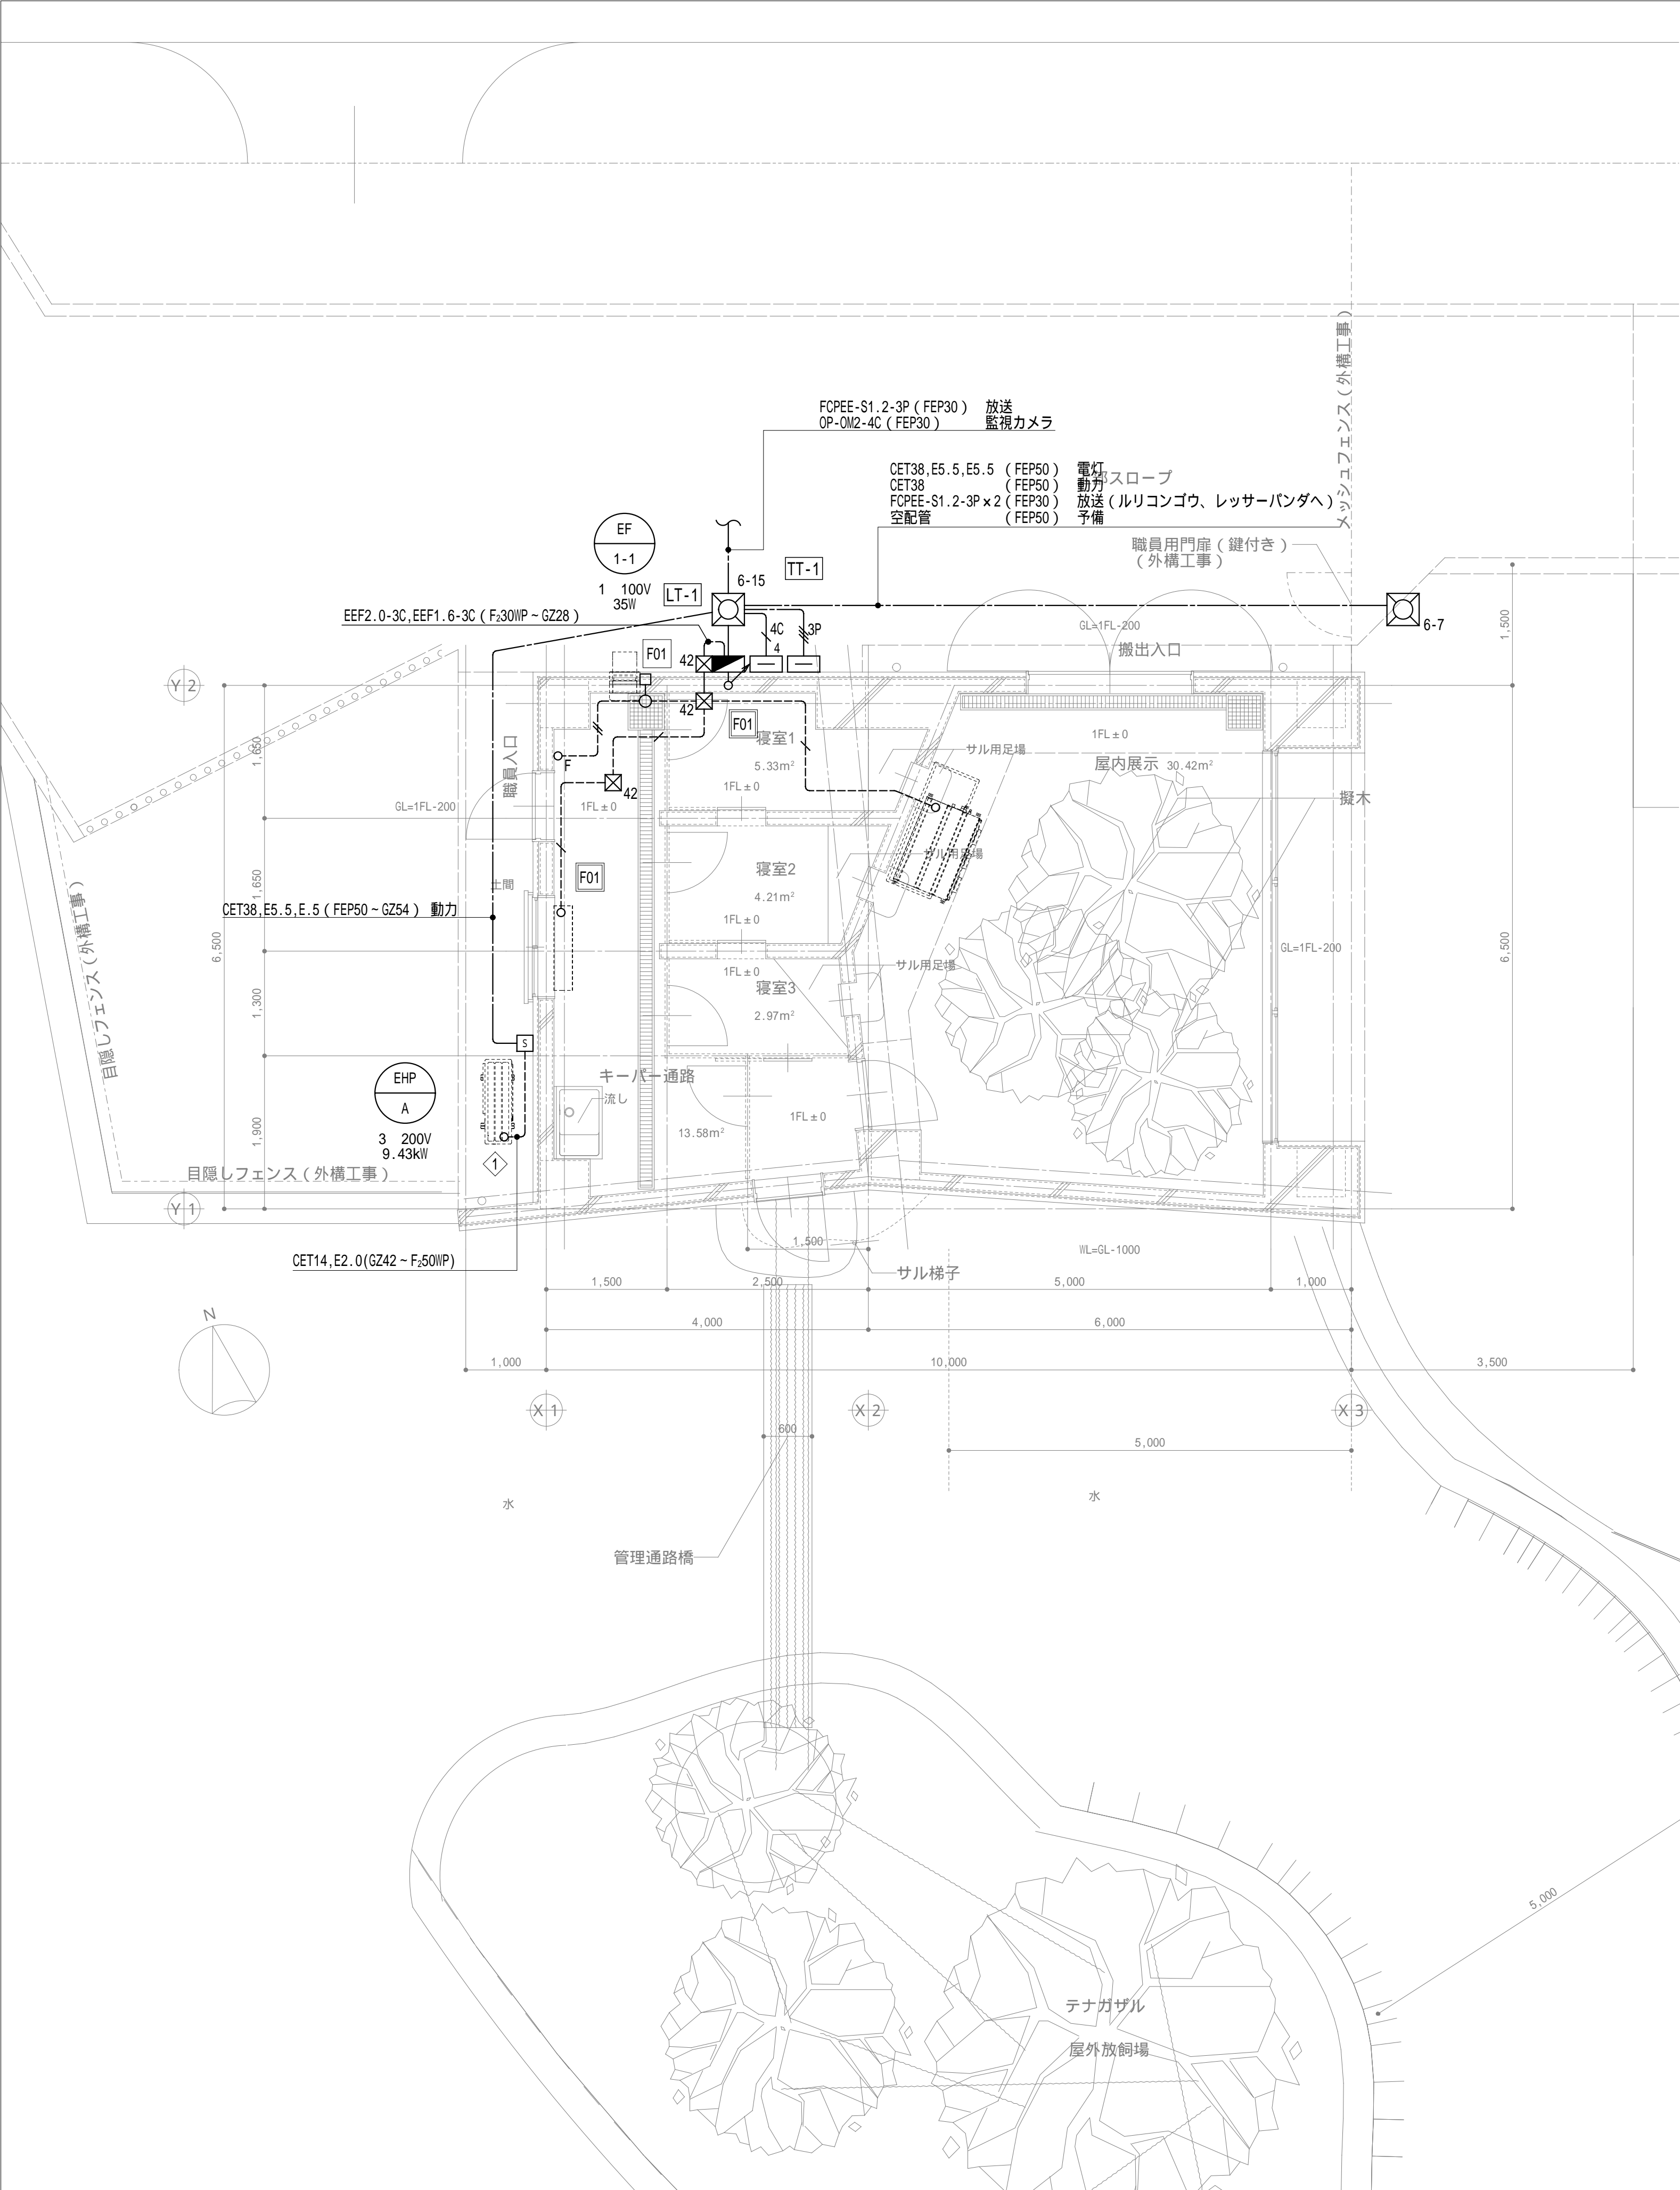 FCPEE-S1.2-3P(FEP30) 放送
OP-OM2-4C(FEP30) 監視カメラ
CET38,E5.5,E5.5 (FEP50) 電灯
CET38 (FEP50) 動力
FCPEE-S1.2-3P×2(FEP30) 放送(ルリコンゴウ、レッサーパンダへ)
空配管 (FEP50) 予備
スロープ
メッシュフェンス(外構工事)
職員用門扉(鍵付き)
(外構工事)
EF
1-1
1 100V
35W
LT-1
TT-1
6-15
6-7
EEF2.0-3C,EEF1.6-3C(F₂30WP~GZ28)
4C
3P
4
F01
42
42
F01
F
42
F01
GL=1FL-200
搬出入口
1,500
Y 2
職員入口
GL=1FL-200
1FL±0
寝室1
5.33m²
1FL±0
サル用足場
1FL±0
屋内展示 30.42m²
擬木
1,650
寝室2
4.21m²
1FL±0
サル用足場
土間
1,650
CET38,E5.5,E.5(FEP50~GZ54) 動力
6,500
6,500
GL=1FL-200
1FL±0
寝室3
2.97m²
サル用足場
1,300
目隠しフェンス(外構工事)
S
EHP
A
3 200V
9.43kW
1
キーパー通路
流し
13.58m²
1FL±0
1,900
目隠しフェンス(外構工事)
Y 1
CET14,E2.0(GZ42~F₂50WP)
1,500
WL=GL-1000
サル梯子
1,500
2,500
5,000
1,000
4,000
6,000
1,000
10,000
3,500
N
X 1
X 2
X 3
600
5,000
水
水
管理通路橋
5,000
テナガザル
屋外放飼場